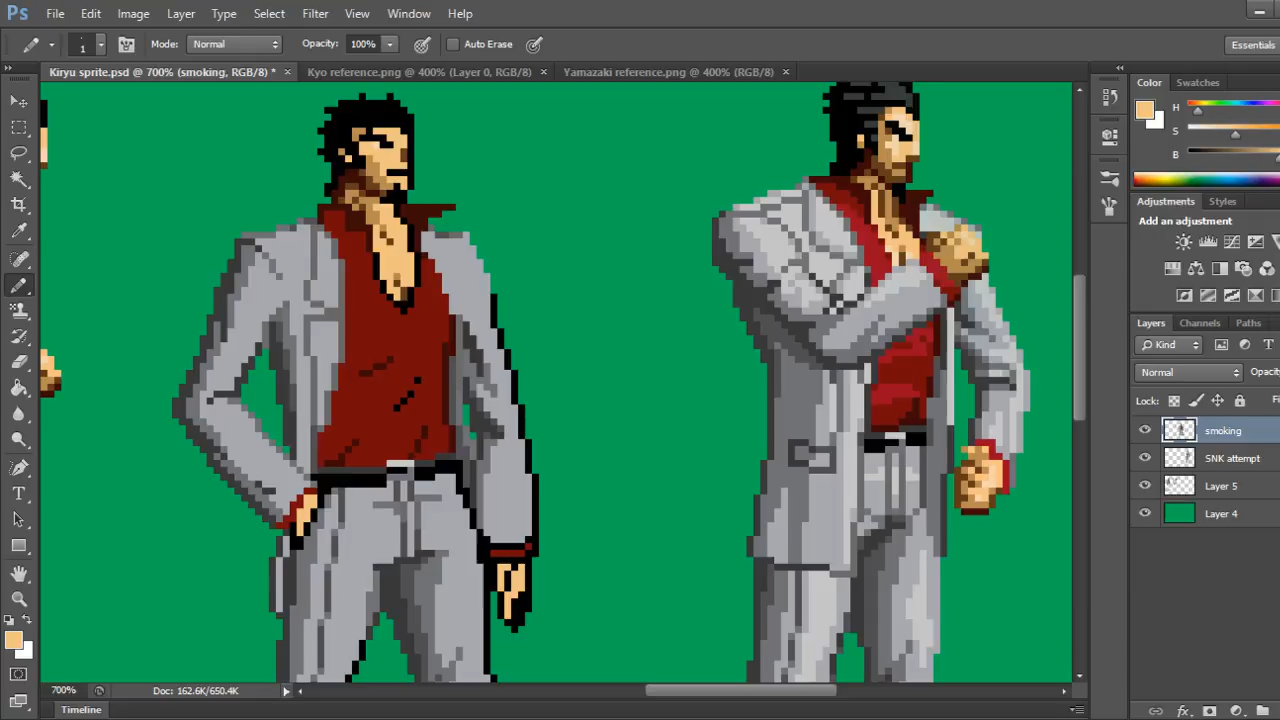 Ps File Edit Image Layer Type Select Filter View Window Help
1 Mode: Normal Opacity: 100% Auto Erase Essentials
Kiryu sprite.psd @ 700% (smoking, RGB/8) * × Kyo reference.png @ 400% (Layer 0, RGB/8) × Yamazaki reference.png @ 400% (RGB/8) ×
Color Swatches
H
S
B
Adjustments Styles
Add an adjustment
Layers Channels Paths
Kind
Normal Opacity
Lock: Fi
smoking
SNK attempt
Layer 5
Layer 4
700% Doc: 162.6K/650.4K
Timeline